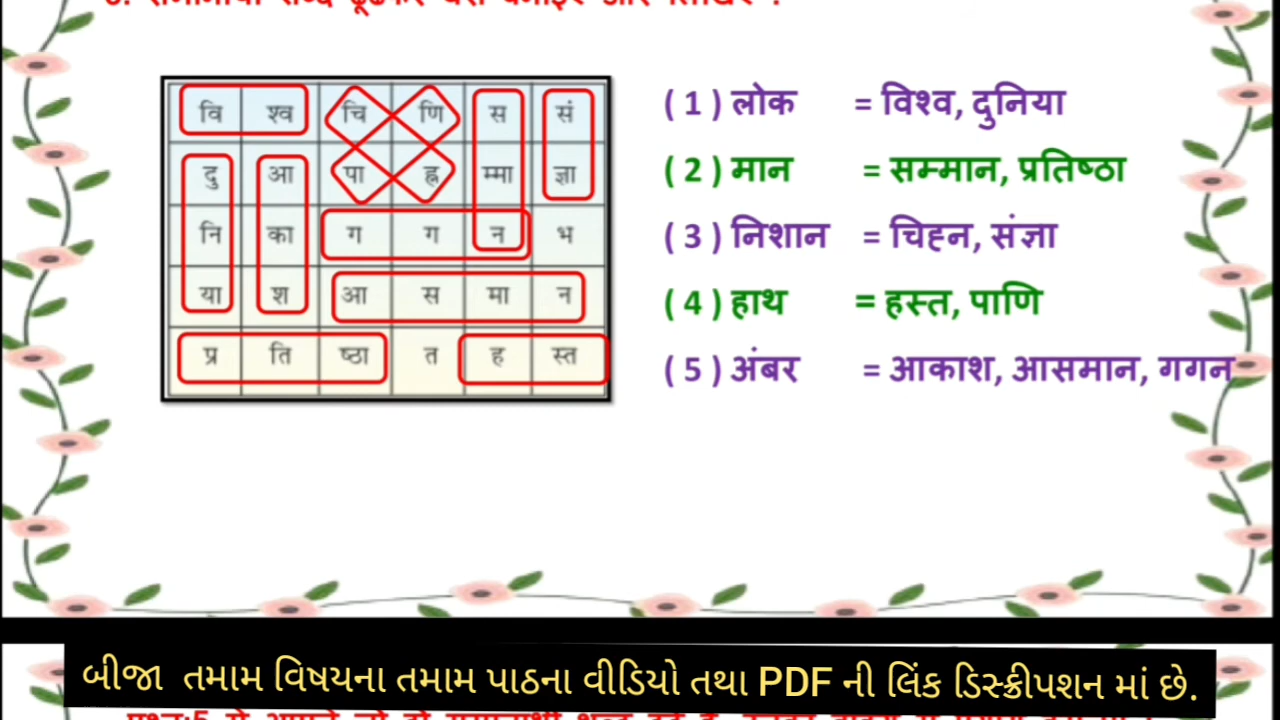 वि श्व चि णि स सं
दु आ पा ह्न म्मा ज्ञा
नि का ग ग न भ
या श आ स मा न
प्र ति ष्ठा त ह स्त
( 1 ) लोक = विश्व, दुनिया
( 2 ) मान = सम्मान, प्रतिष्ठा
( 3 ) निशान = चिह्न, संज्ञा
( 4 ) हाथ = हस्त, पाणि
( 5 ) अंबर = आकाश, आसमान, गगन
બીજા તમામ વિષયના તમામ પાઠના વીડિયો તથા PDF ની લિંક ડિસ્ક્રીપશન માં છે.